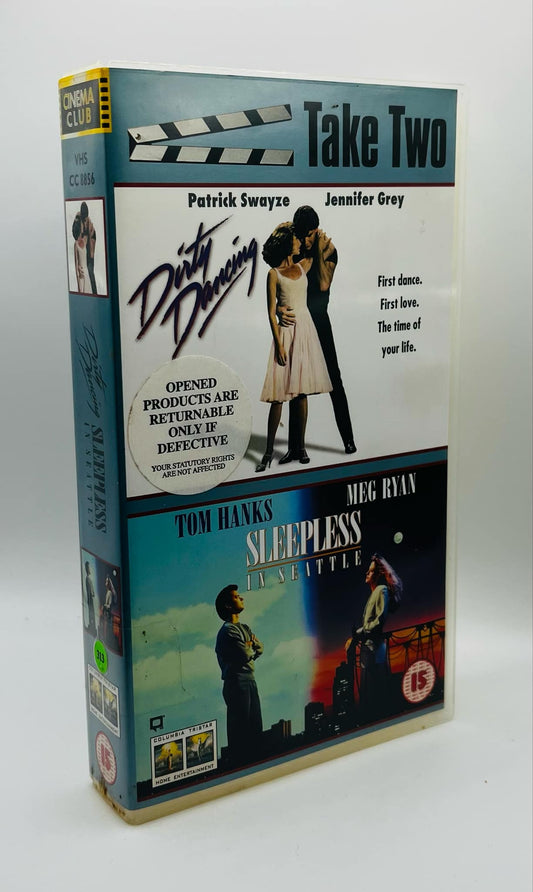 CINEMA
CLUB
VHS
CC 8856
Dirty
Dancing
SLEEPLESS
IN SEATTLE
313
15
Take Two
Patrick Swayze
Jennifer Grey
Dirty
Dancing
First dance.
First love.
The time of
your life.
OPENED
PRODUCTS ARE
RETURNABLE
ONLY IF
DEFECTIVE
YOUR STATUTORY RIGHTS
ARE NOT AFFECTED
TOM HANKS
MEG RYAN
SLEEPLESS
IN SEATTLE
15
COLUMBIA TRISTAR
HOME ENTERTAINMENT